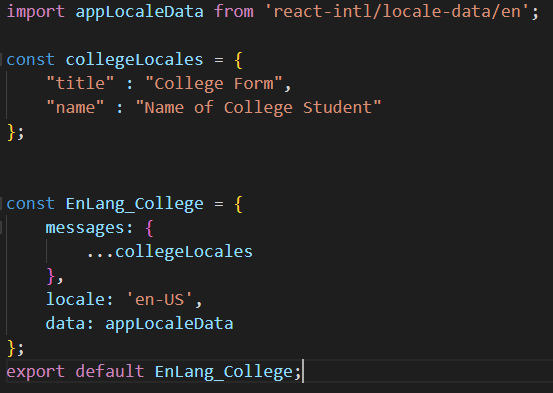 import appLocaleData from 'react-intl/locale-data/en';
const collegeLocales = {
"title" : "College Form",
"name" : "Name of College Student"
};
const EnLang_College = {
messages: {
...collegeLocales
},
locale: 'en-US',
data: appLocaleData
};
export default EnLang_College;